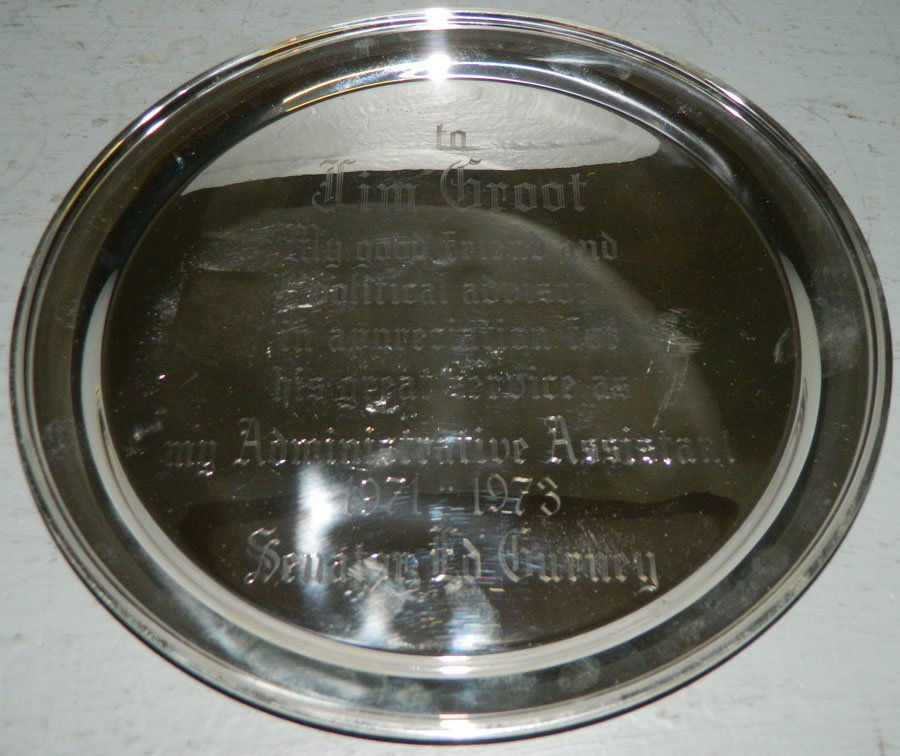 to
Jim Groot
My good friend and
political advisor
in appreciation for
his great service as
my Administrative Assistant
1971 - 1973
Senator Ed Gurney